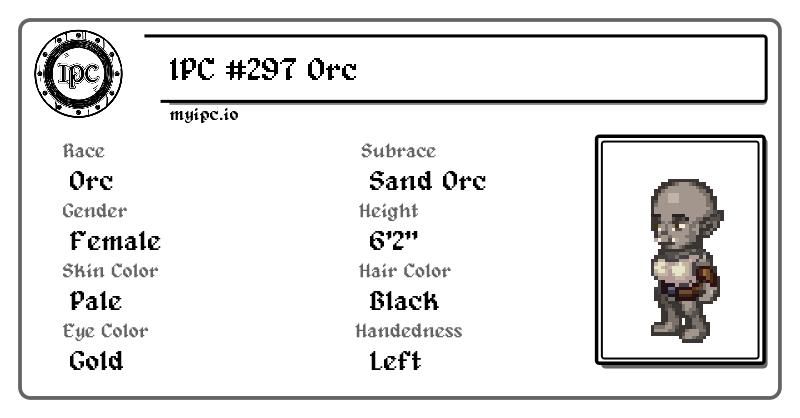 IPC
IPC #297 Orc
myipc.io
Race
Orc
Subrace
Sand Orc
Gender
Female
Height
6'2"
Skin Color
Pale
Hair Color
Black
Eye Color
Gold
Handedness
Left